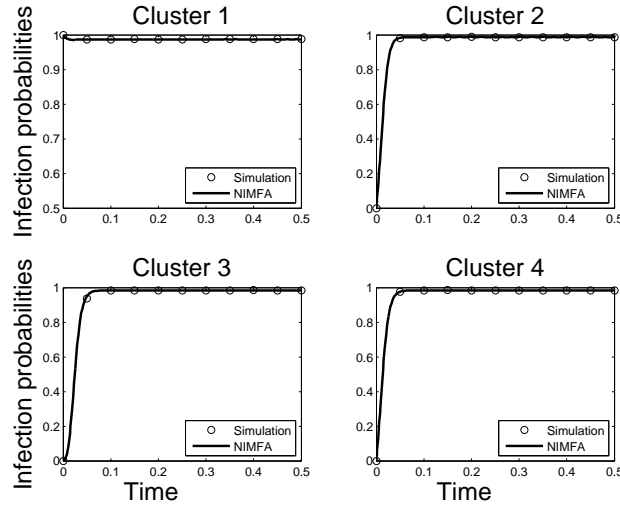 Cluster 1
Infection probabilities
1
0.9
0.8
0.7
0.6
0.5
0 0.1 0.2 0.3 0.4 0.5
Simulation
NIMFA
Cluster 2
1
0.8
0.6
0.4
0.2
0
0 0.1 0.2 0.3 0.4 0.5
Simulation
NIMFA
Cluster 3
Infection probabilities
1
0.8
0.6
0.4
0.2
0
0 0.1 0.2 0.3 0.4 0.5
Simulation
NIMFA
Time
Cluster 4
1
0.8
0.6
0.4
0.2
0
0 0.1 0.2 0.3 0.4 0.5
Simulation
NIMFA
Time